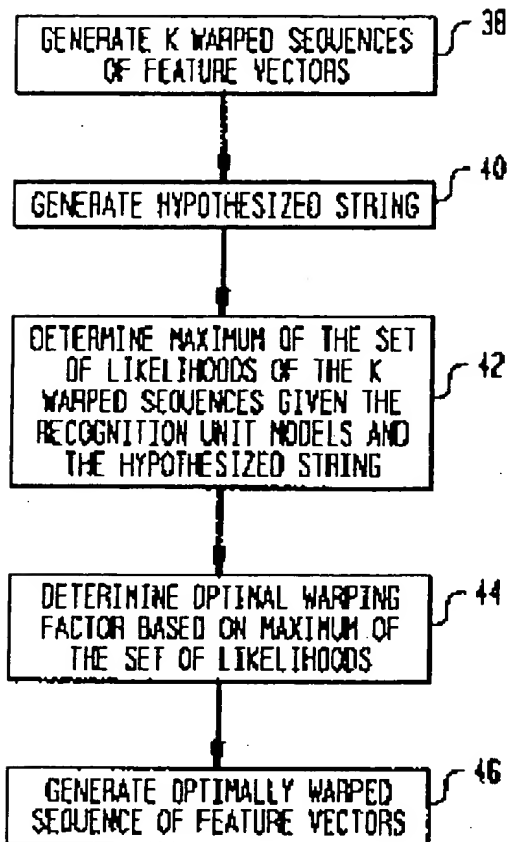 GENERATE K WARPED SEQUENCES
OF FEATURE VECTORS
38
GENERATE HYPOTHESIZED STRING
40
DETERMINE MAXIMUM OF THE SET
OF LIKELIHOODS OF THE K
WARPED SEQUENCES GIVEN THE
RECOGNITION UNIT MODELS AND
THE HYPOTHESIZED STRING
42
DETERMINE OPTIMAL WARPING
FACTOR BASED ON MAXIMUM OF
THE SET OF LIKELIHOODS
44
GENERATE OPTIMALLY WARPED
SEQUENCE OF FEATURE VECTORS
46